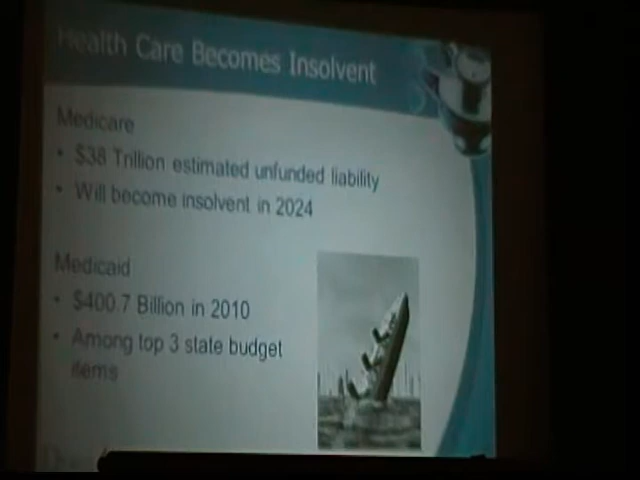 Health Care Becomes Insolvent
Medicare
• $38 Trillion estimated unfunded liability
• Will become insolvent in 2024
Medicaid
• $400.7 Billion in 2010
• Among top 3 state budget
items